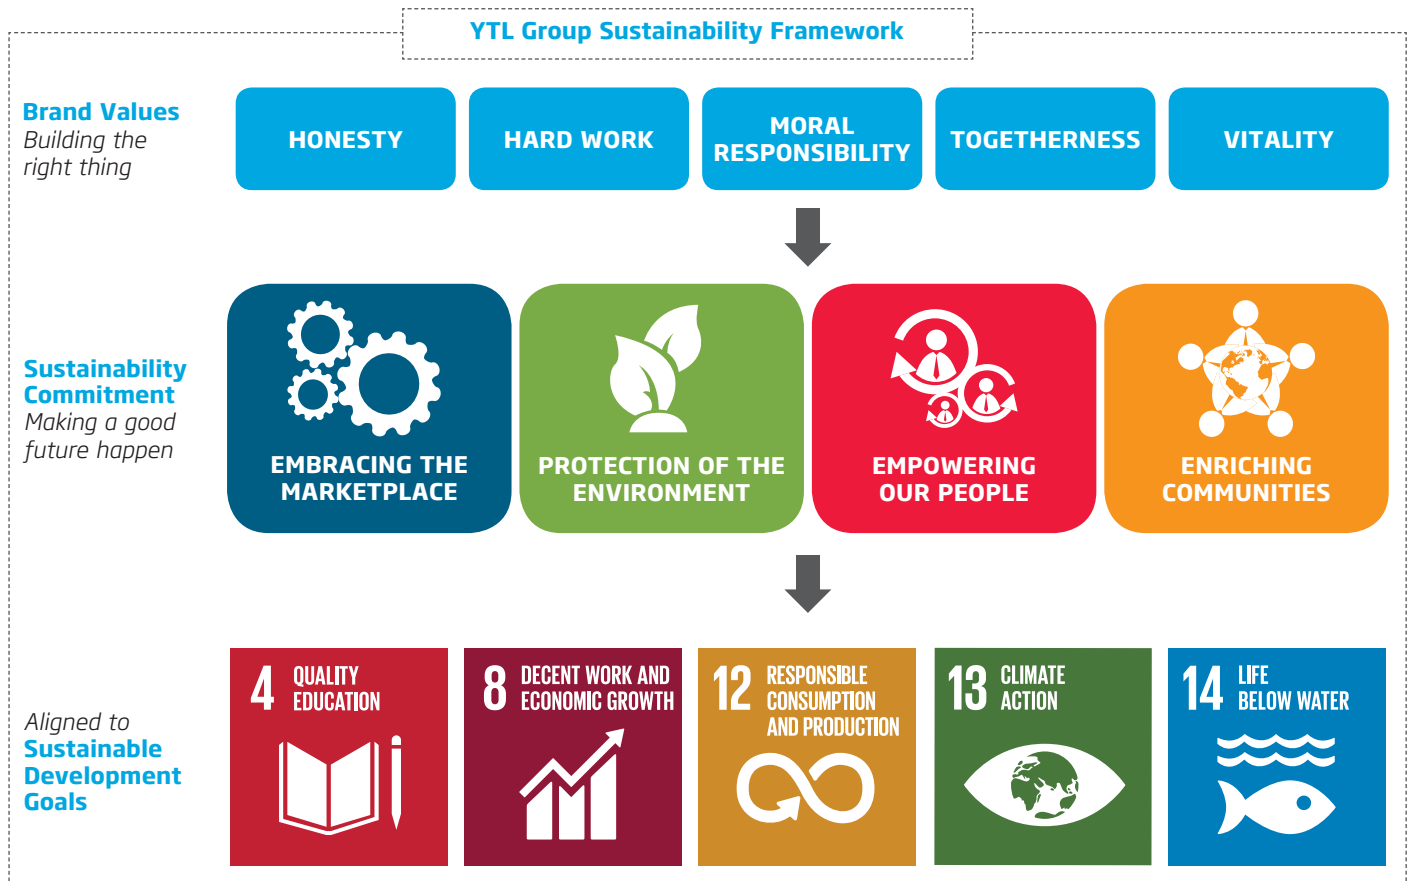 YTL Group Sustainability Framework
Brand Values
Building the
right thing
HONESTY
HARD WORK
MORAL
RESPONSIBILITY
TOGETHERNESS
VITALITY
Sustainability
Commitment
Making a good
future happen
EMBRACING THE
MARKETPLACE
PROTECTION OF THE
ENVIRONMENT
EMPOWERING
OUR PEOPLE
ENRICHING
COMMUNITIES
Aligned to
Sustainable
Development
Goals
4 QUALITY
EDUCATION
8 DECENT WORK AND
ECONOMIC GROWTH
12 RESPONSIBLE
CONSUMPTION
AND PRODUCTION
13 CLIMATE
ACTION
14 LIFE
BELOW WATER